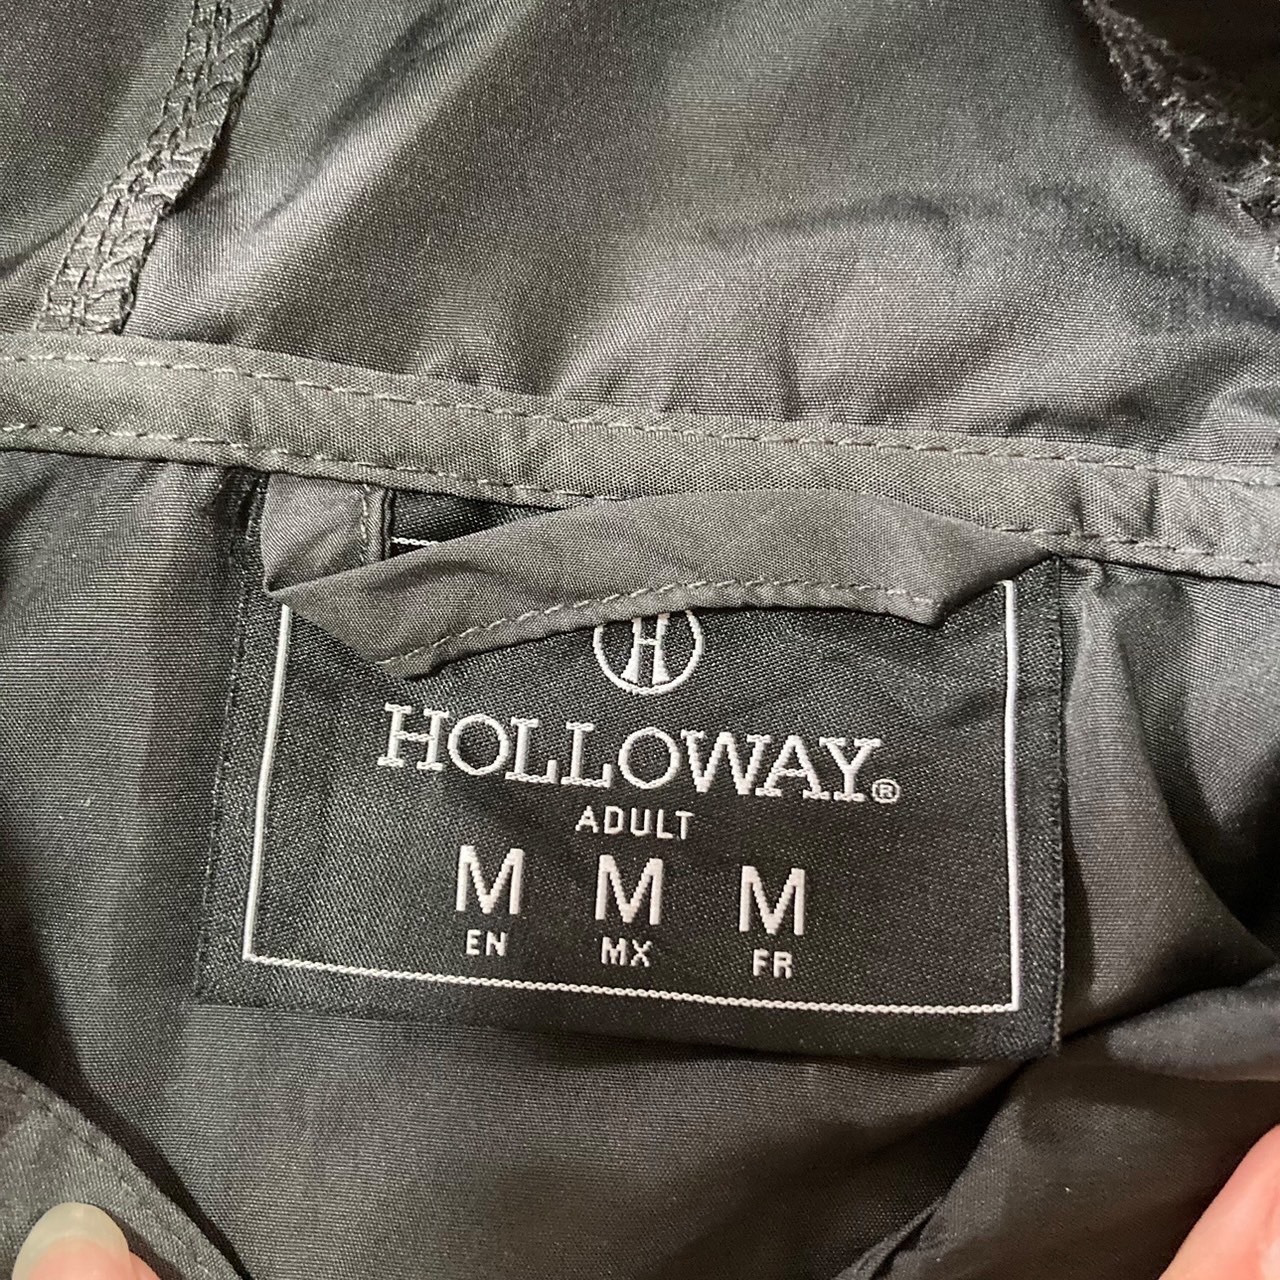 H
HOLLOWAY®
ADULT
M M M
EN MX FR